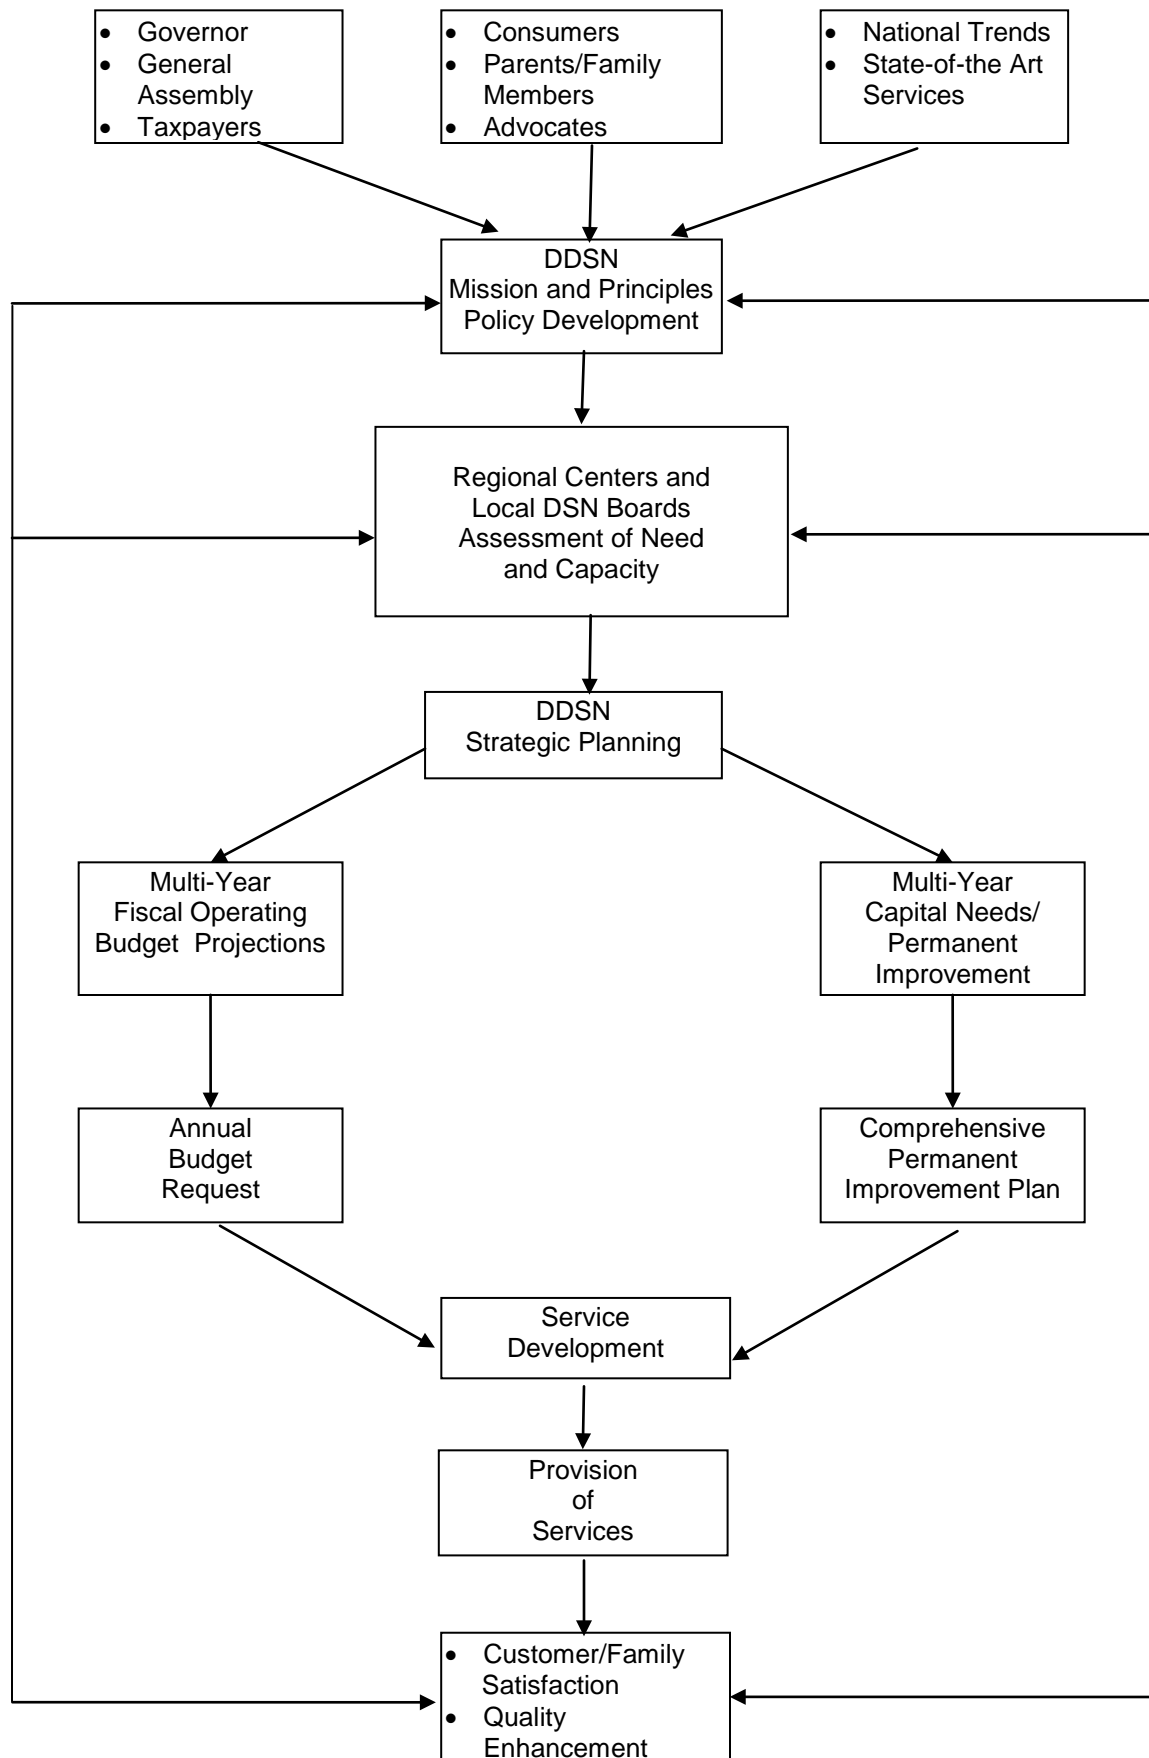 • Governor
• General
Assembly
• Taxpayers
• Consumers
• Parents/Family
Members
• Advocates
• National Trends
• State-of-the Art
Services
DDSN
Mission and Principles
Policy Development
Regional Centers and
Local DSN Boards
Assessment of Need
and Capacity
DDSN
Strategic Planning
Multi-Year
Fiscal Operating
Budget Projections
Multi-Year
Capital Needs/
Permanent
Improvement
Annual
Budget
Request
Comprehensive
Permanent
Improvement Plan
Service
Development
Provision
of
Services
• Customer/Family
Satisfaction
• Quality
Enhancement